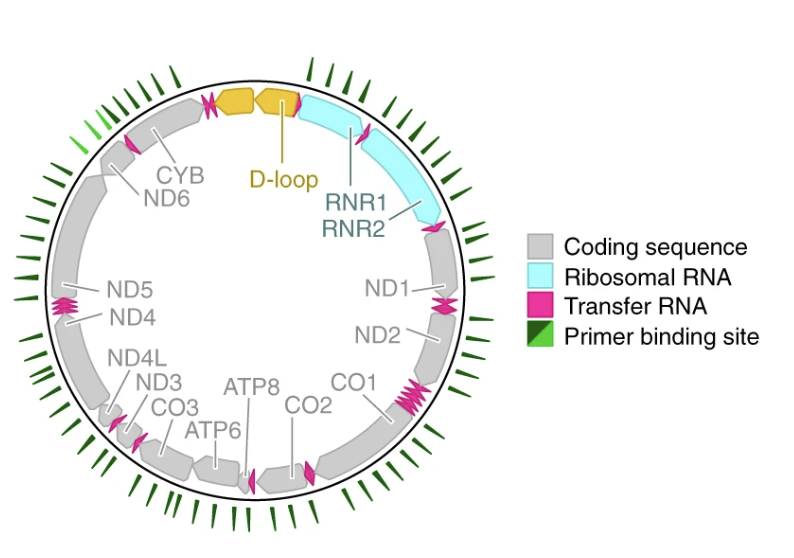 CYB
ND6
D-loop
RNR1
RNR2
ND1
ND2
ND5
ND4
ND4L
ND3
CO3
ATP6
ATP8
CO2
CO1
Coding sequence
Ribosomal RNA
Transfer RNA
Primer binding site